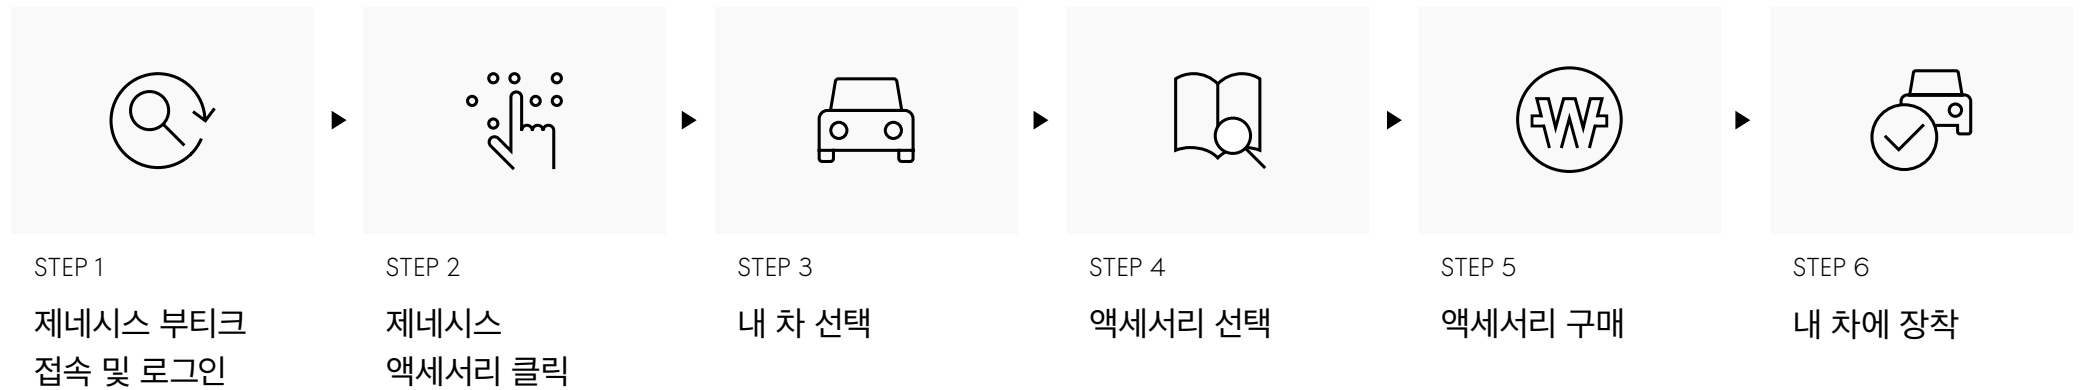 STEP 1
제네시스 부티크
접속 및 로그인
STEP 2
제네시스
액세서리 클릭
STEP 3
내 차 선택
STEP 4
액세서리 선택
STEP 5
액세서리 구매
STEP 6
내 차에 장착